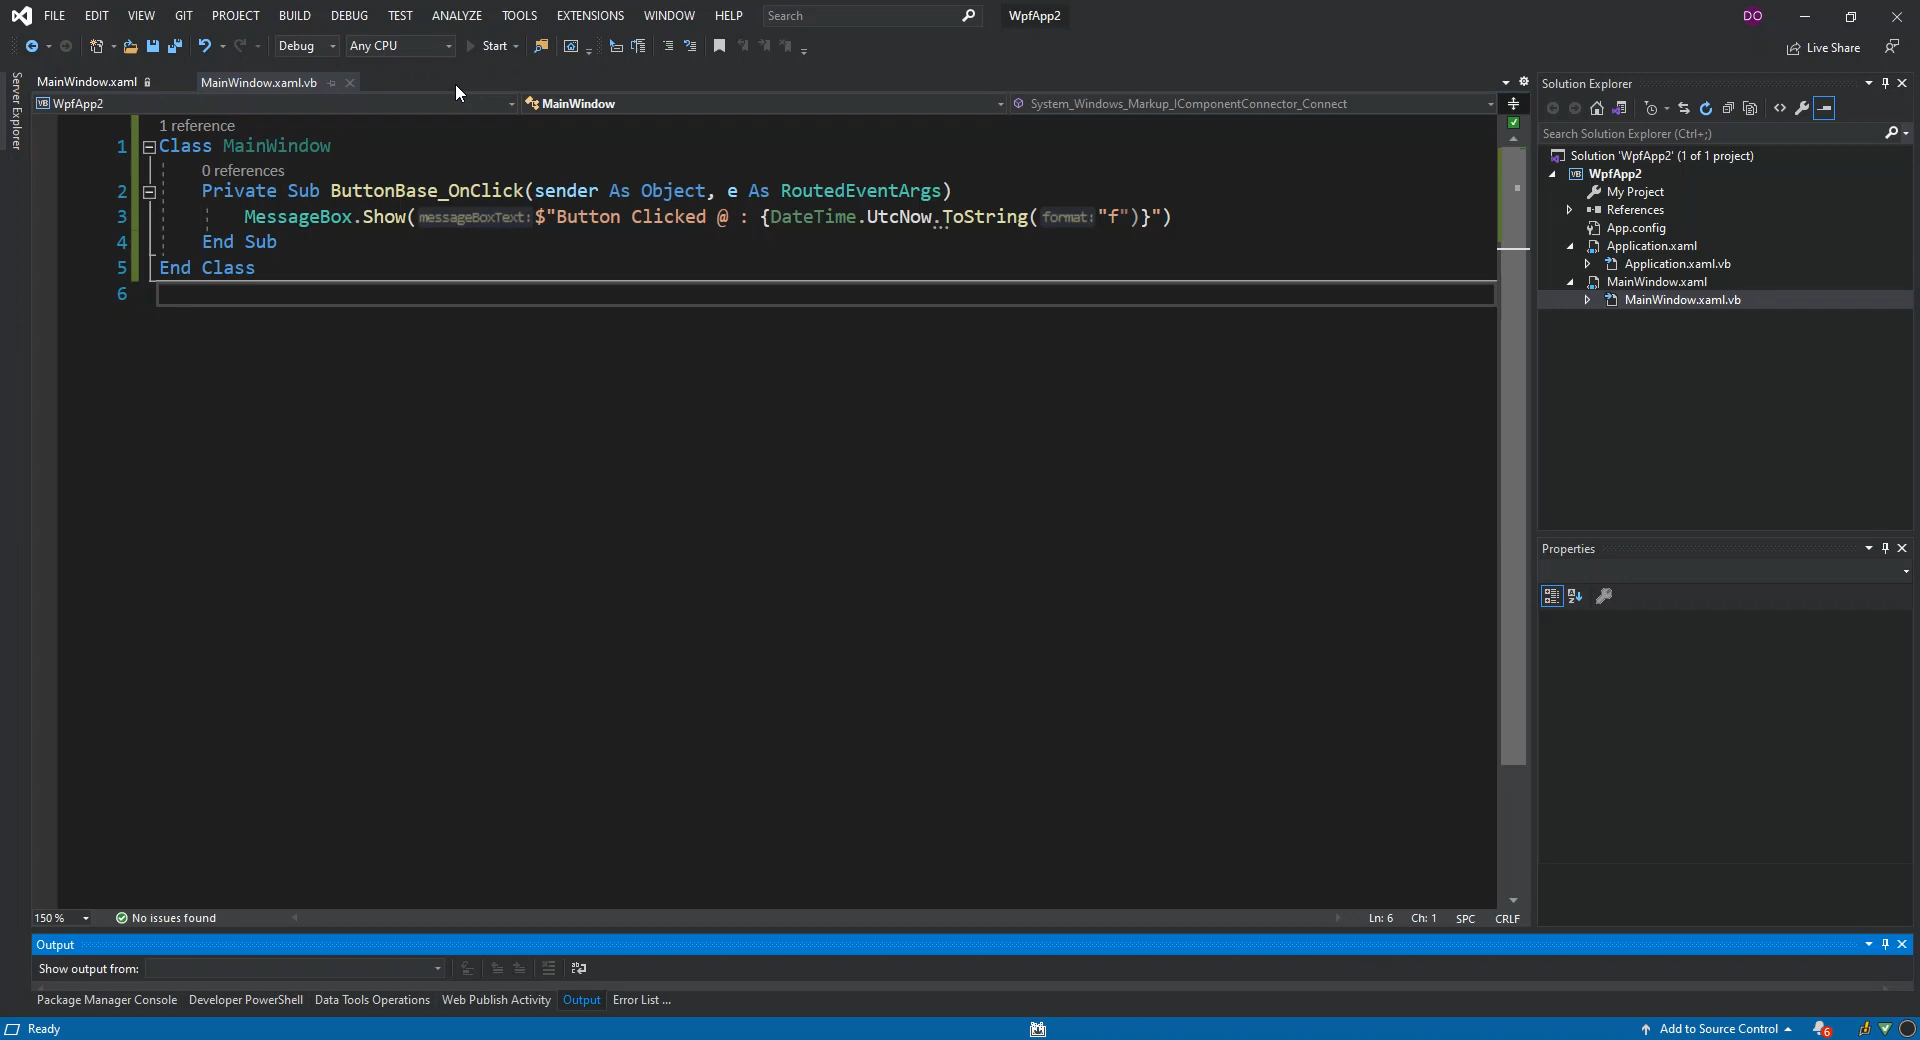 FILE EDIT VIEW GIT PROJECT BUILD DEBUG TEST ANALYZE TOOLS EXTENSIONS WINDOW HELP Search WpfApp2 DO
Debug Any CPU Start Live Share
Server Explorer
MainWindow.xaml MainWindow.xaml.vb
VB WpfApp2 MainWindow System_Windows_Markup_IComponentConnector_Connect
1 reference
1 Class MainWindow
0 references
2 Private Sub ButtonBase_OnClick(sender As Object, e As RoutedEventArgs)
3 MessageBox.Show(messageBoxText:$"Button Clicked @ : {DateTime.UtcNow.ToString(format:"f")}")
4 End Sub
5 End Class
6
150 % No issues found Ln: 6 Ch: 1 SPC CRLF
Solution Explorer
Search Solution Explorer (Ctrl+;)
Solution 'WpfApp2' (1 of 1 project)
VB WpfApp2
My Project
References
App.config
Application.xaml
Application.xaml.vb
MainWindow.xaml
MainWindow.xaml.vb
Properties
Output
Show output from:
Package Manager Console Developer PowerShell Data Tools Operations Web Publish Activity Output Error List ...
Ready Add to Source Control 6